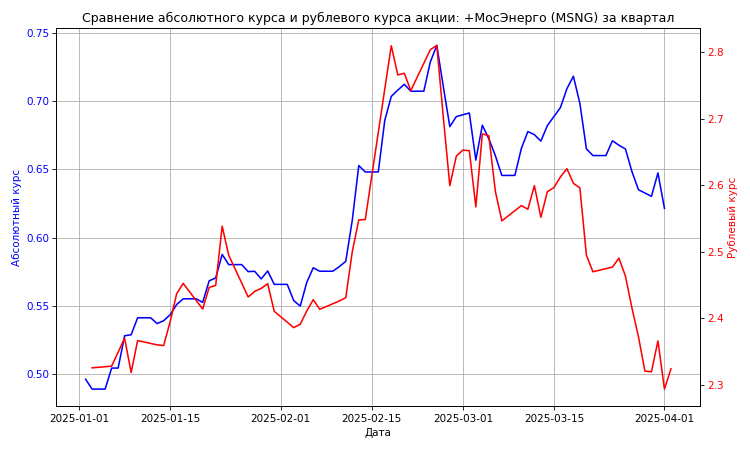 Сравнение абсолютного курса и рублевого курса акции: +МосЭнерго (MSNG) за квартал
0.75
0.70
0.65
0.60
0.55
0.50
Абсолютный курс
2.8
2.7
2.6
2.5
2.4
2.3
Рублевый курс
2025-01-01 2025-01-15 2025-02-01 2025-02-15 2025-03-01 2025-03-15 2025-04-01
Дата